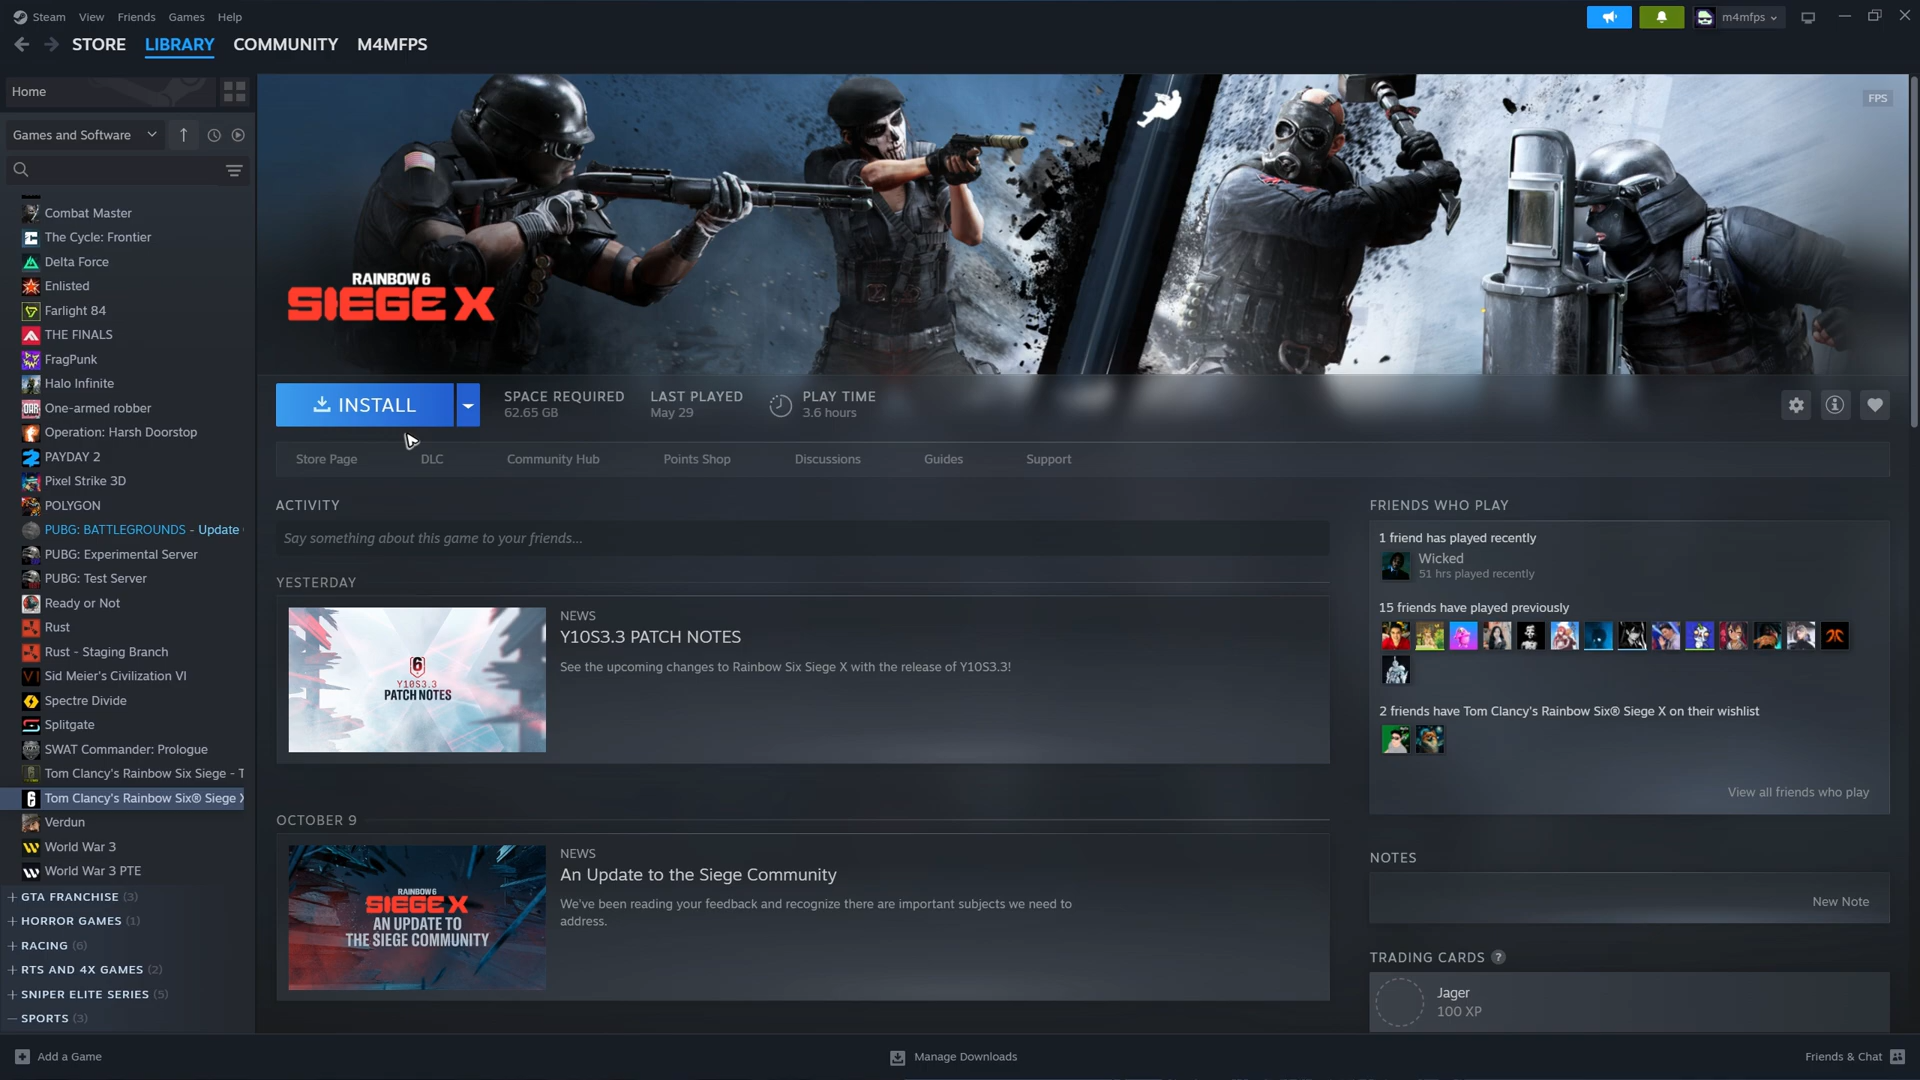 Steam View Friends Games Help
m4mfps
STORE LIBRARY COMMUNITY M4MFPS
Home
Games and Software
Combat Master
The Cycle: Frontier
Delta Force
Enlisted
Farlight 84
THE FINALS
FragPunk
Halo Infinite
One-armed robber
Operation: Harsh Doorstop
PAYDAY 2
Pixel Strike 3D
POLYGON
PUBG: BATTLEGROUNDS - Update
PUBG: Experimental Server
PUBG: Test Server
Ready or Not
Rust
Rust - Staging Branch
Sid Meier's Civilization VI
Spectre Divide
Splitgate
SWAT Commander: Prologue
Tom Clancy's Rainbow Six Siege - T
Tom Clancy's Rainbow Six® Siege X
Verdun
World War 3
World War 3 PTE
GTA FRANCHISE (3)
HORROR GAMES (1)
RACING (6)
RTS AND 4X GAMES (2)
SNIPER ELITE SERIES (5)
SPORTS (3)
FPS
RAINBOW 6
SIEGE X
INSTALL
SPACE REQUIRED
62.65 GB
LAST PLAYED
May 29
PLAY TIME
3.6 hours
Store Page DLC Community Hub Points Shop Discussions Guides Support
ACTIVITY
Say something about this game to your friends...
YESTERDAY
6
Y10S3.3
PATCH NOTES
NEWS
Y10S3.3 PATCH NOTES
See the upcoming changes to Rainbow Six Siege X with the release of Y10S3.3!
OCTOBER 9
RAINBOW 6
SIEGE X
AN UPDATE TO
THE SIEGE COMMUNITY
NEWS
An Update to the Siege Community
We've been reading your feedback and recognize there are important subjects we need to
address.
FRIENDS WHO PLAY
1 friend has played recently
Wicked
51 hrs played recently
15 friends have played previously
2 friends have Tom Clancy's Rainbow Six® Siege X on their wishlist
View all friends who play
NOTES
New Note
TRADING CARDS ?
Jager
100 XP
Add a Game
Manage Downloads
Friends & Chat